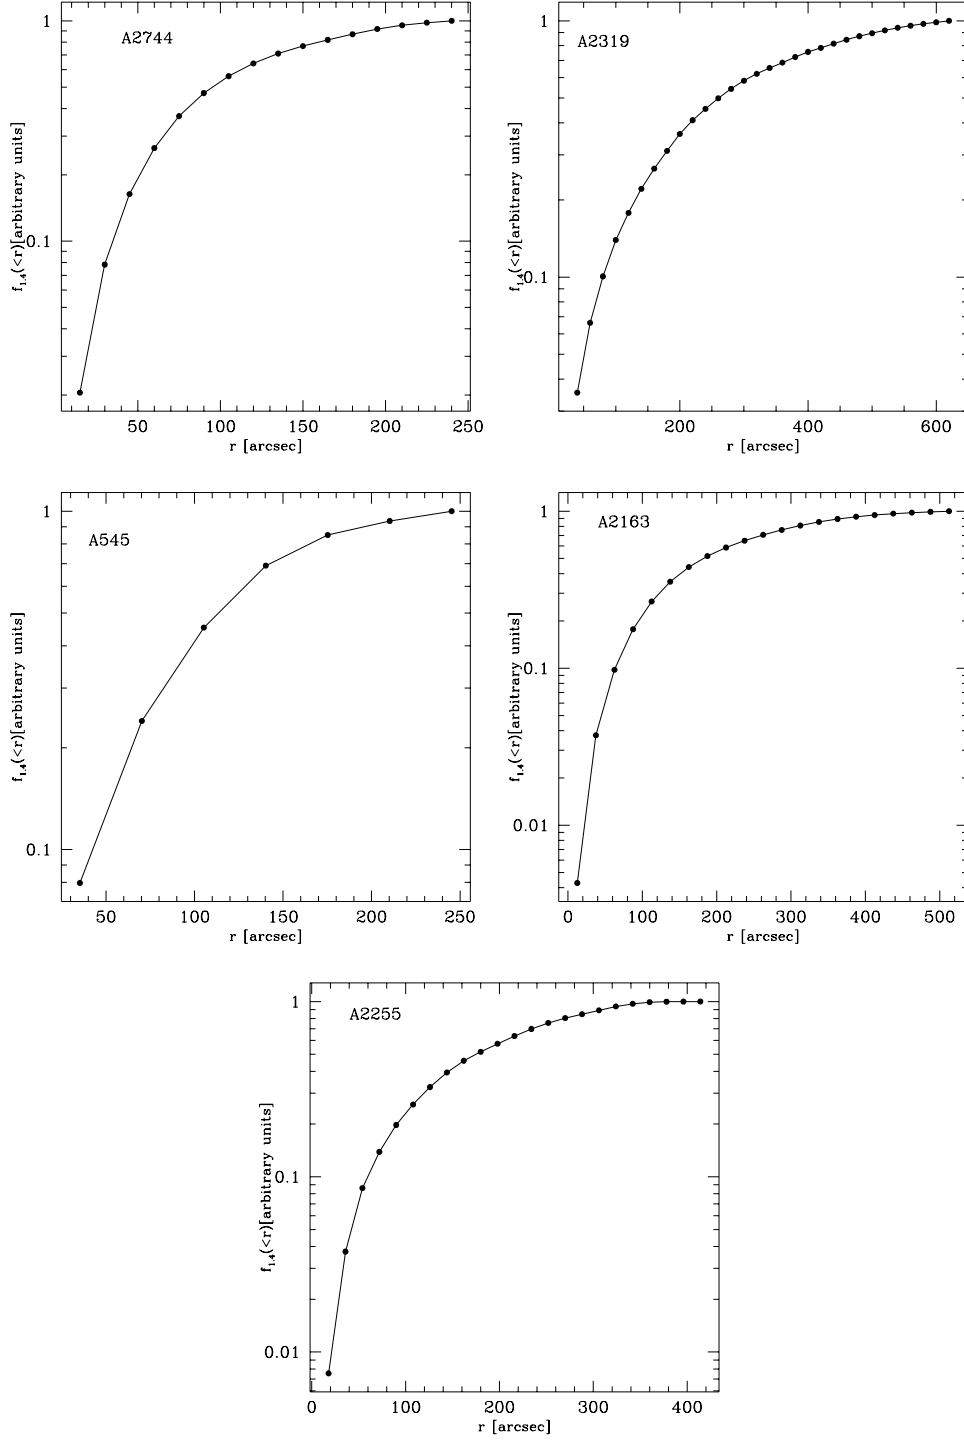 A2744
1
0.1
f1.4(<r)[arbitrary units]
50 100 150 200 250
r [arcsec]
A2319
1
0.1
f1.4(<r)[arbitrary units]
200 400 600
r [arcsec]
A545
1
0.1
f1.4(<r)[arbitrary units]
50 100 150 200 250
r [arcsec]
A2163
1
0.1
0.01
f1.4(<r)[arbitrary units]
0 100 200 300 400 500
r [arcsec]
A2255
1
0.1
0.01
f1.4(<r)[arbitrary units]
0 100 200 300 400
r [arcsec]